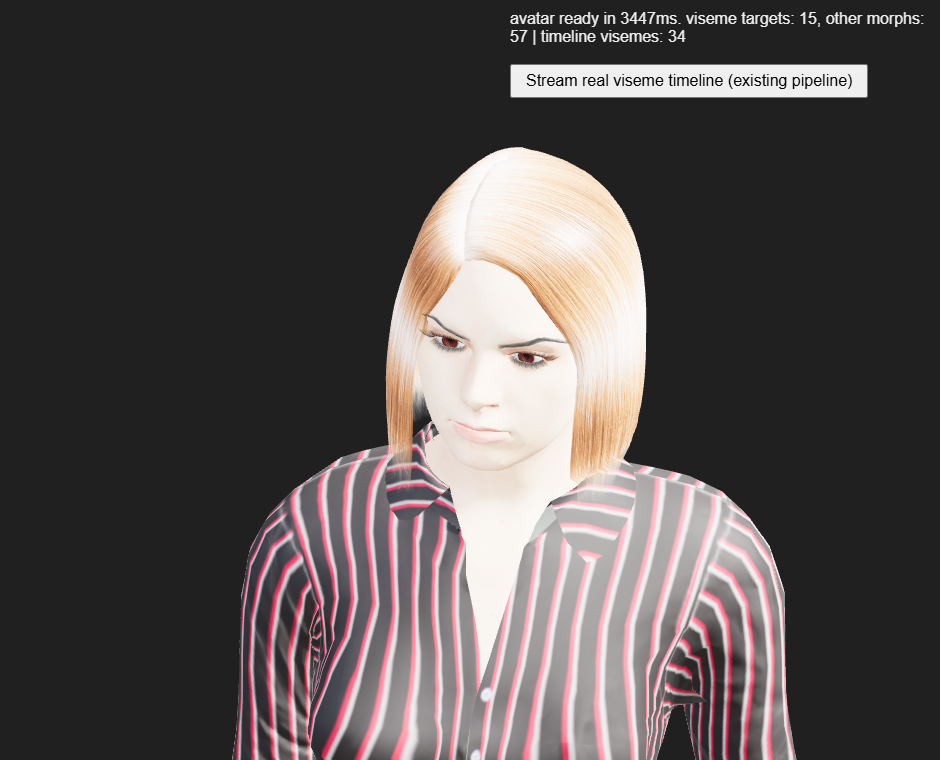 avatar ready in 3447ms. viseme targets: 15, other morphs:
57 | timeline visemes: 34
Stream real viseme timeline (existing pipeline)